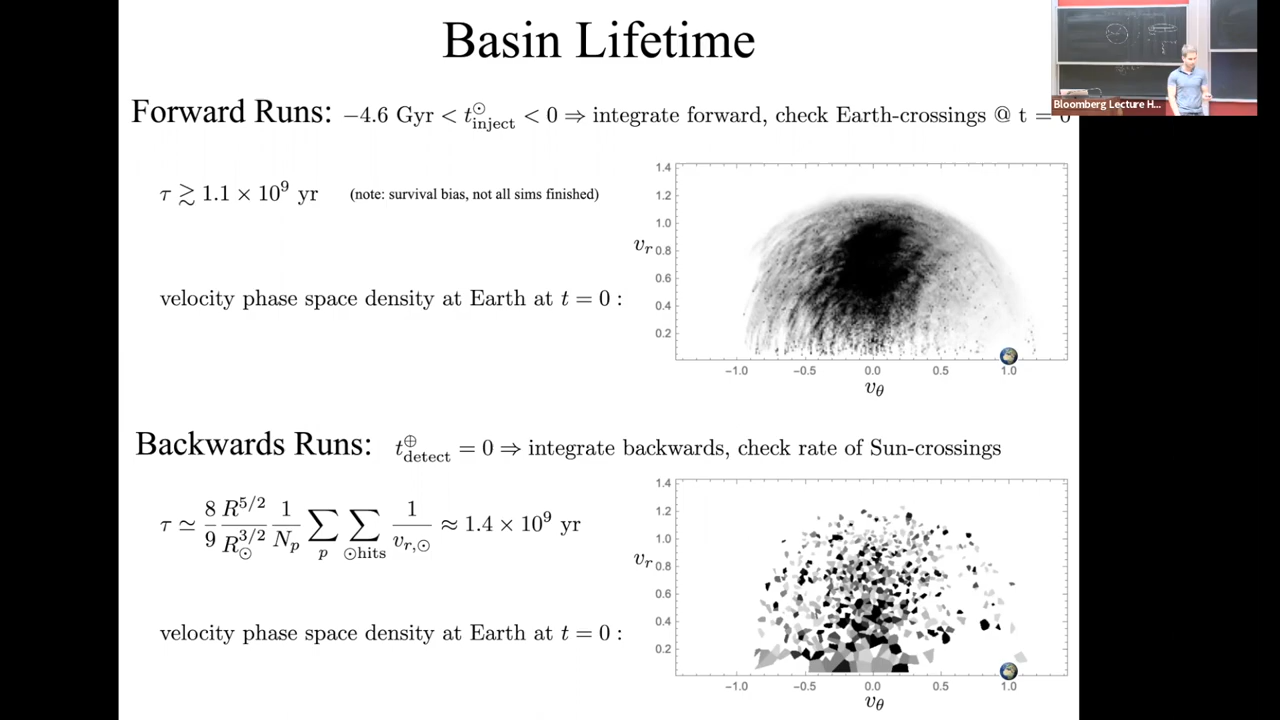 Basin Lifetime
Bloomberg Lecture H...
Forward Runs: −4.6 Gyr < t^⊙_inject < 0 ⇒ integrate forward, check Earth-crossings @ t = 0
τ ≳ 1.1 × 10^9 yr (note: survival bias, not all sims finished)
velocity phase space density at Earth at t = 0 :
1.4
1.2
1.0
v_r 0.8
0.6
0.4
0.2
−1.0 −0.5 0.0 0.5 1.0
v_θ
Backwards Runs: t^⊕_detect = 0 ⇒ integrate backwards, check rate of Sun-crossings
τ ≃ 8/9 R^{5/2}/R_⊙^{3/2} 1/N_p ∑_p ∑_{⊙hits} 1/v_{r,⊙} ≈ 1.4 × 10^9 yr
velocity phase space density at Earth at t = 0 :
1.4
1.2
1.0
v_r 0.8
0.6
0.4
0.2
−1.0 −0.5 0.0 0.5 1.0
v_θ